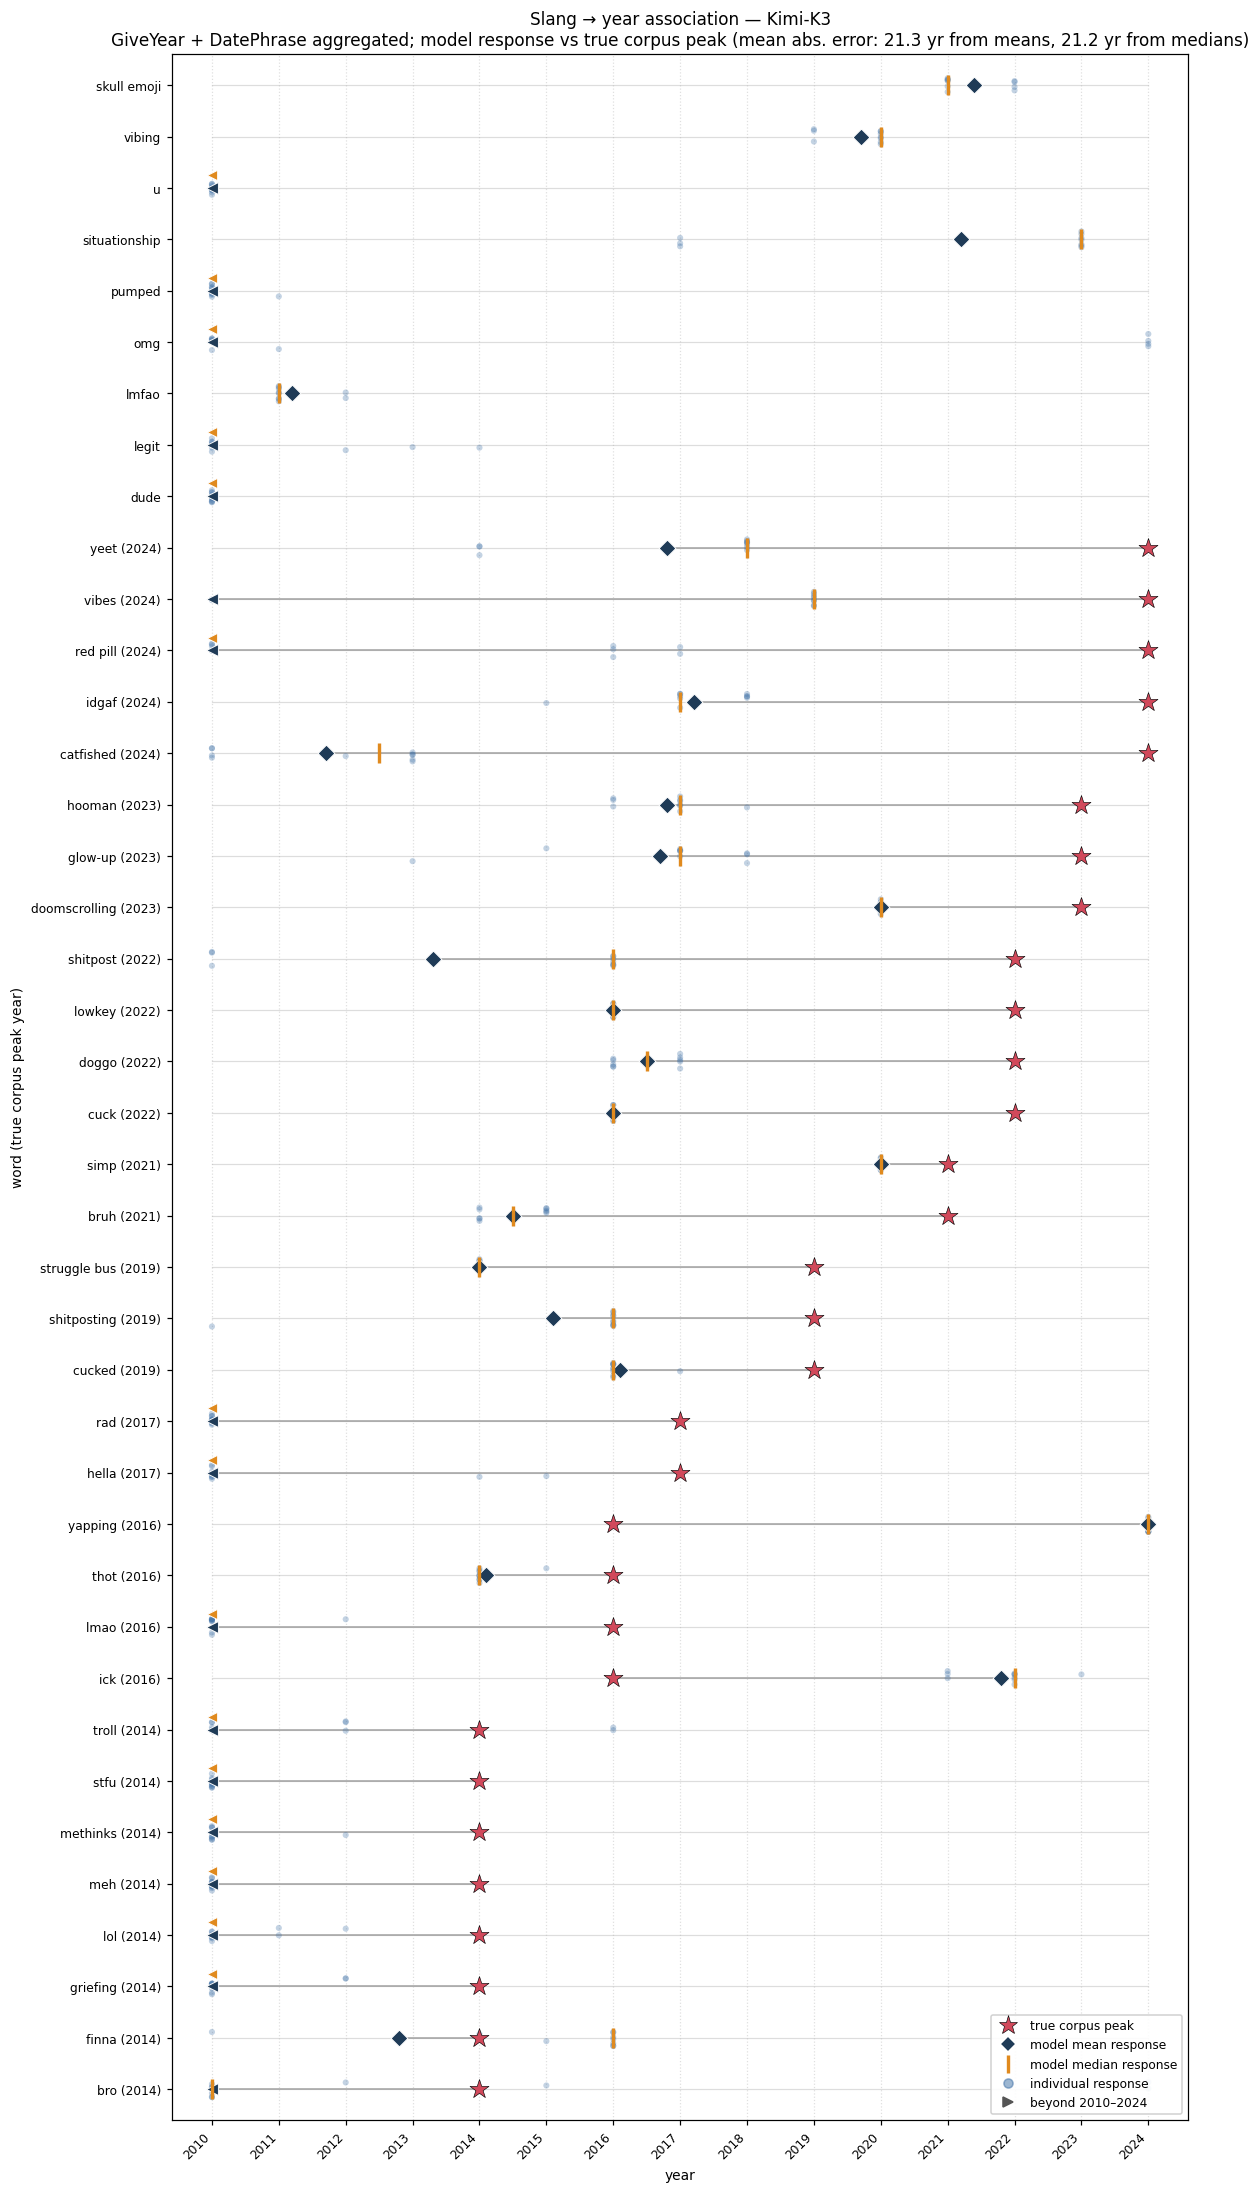 Slang → year association — Kimi-K3
GiveYear + DatePhrase aggregated; model response vs true corpus peak (mean abs. error: 21.3 yr from means, 21.2 yr from medians)
word (true corpus peak year)
skull emoji
vibing
u
situationship
pumped
omg
lmfao
legit
dude
yeet (2024)
vibes (2024)
red pill (2024)
idgaf (2024)
catfished (2024)
hooman (2023)
glow-up (2023)
doomscrolling (2023)
shitpost (2022)
lowkey (2022)
doggo (2022)
cuck (2022)
simp (2021)
bruh (2021)
struggle bus (2019)
shitposting (2019)
cucked (2019)
rad (2017)
hella (2017)
yapping (2016)
thot (2016)
lmao (2016)
ick (2016)
troll (2014)
stfu (2014)
methinks (2014)
meh (2014)
lol (2014)
griefing (2014)
finna (2014)
bro (2014)
true corpus peak
model mean response
model median response
individual response
beyond 2010–2024
2010 2011 2012 2013 2014 2015 2016 2017 2018 2019 2020 2021 2022 2023 2024
year